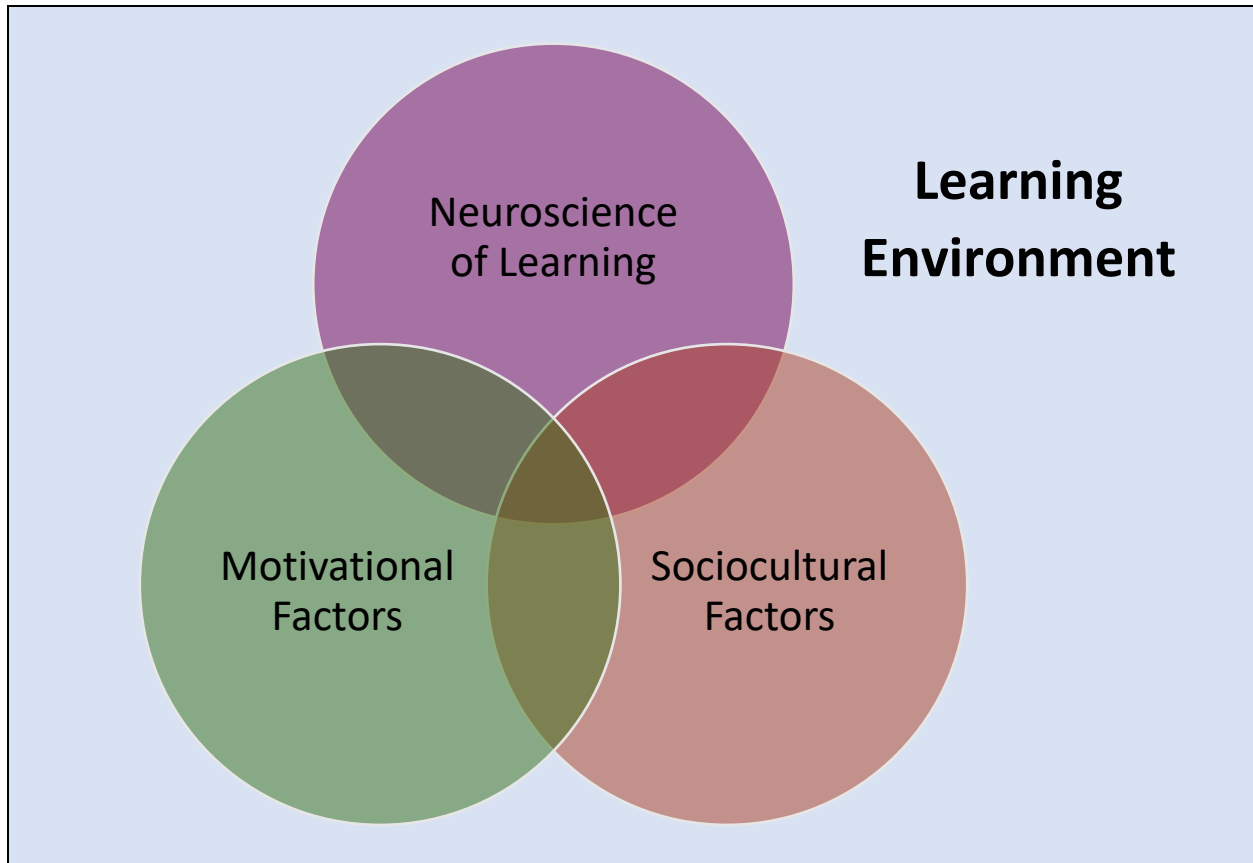 Neuroscience
of Learning
Learning
Environment
Motivational
Factors
Sociocultural
Factors